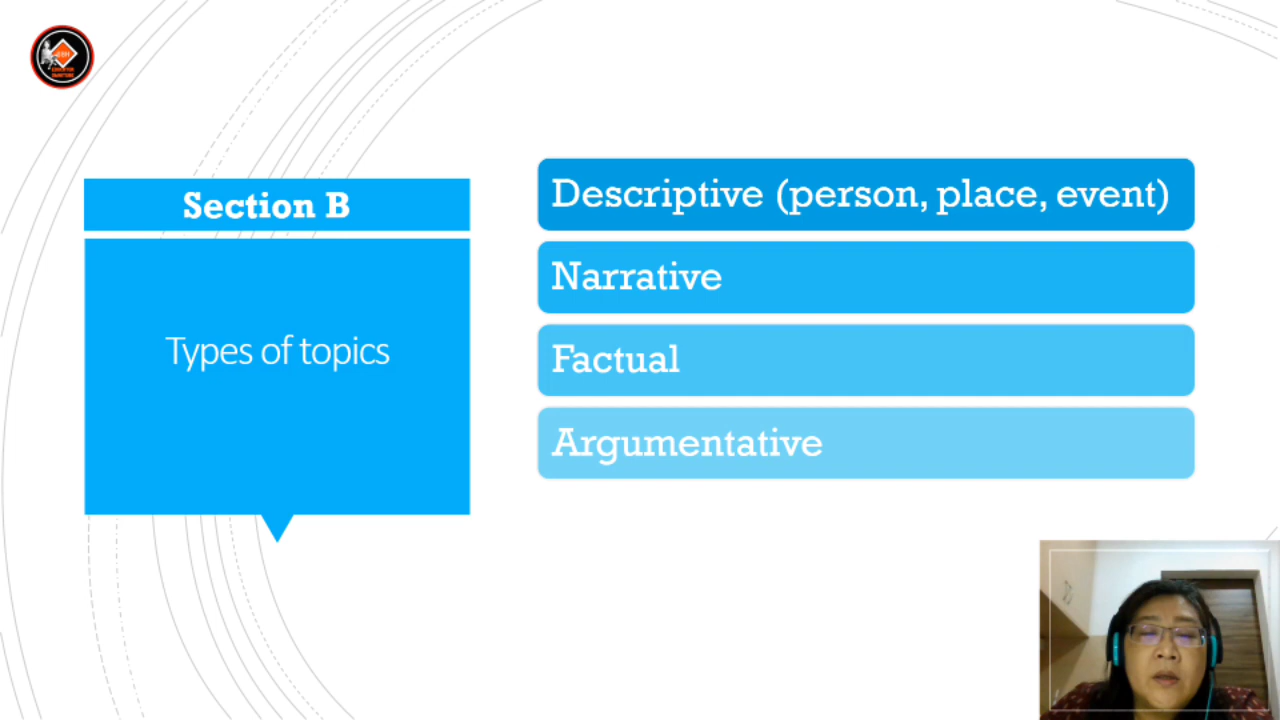 Section B
Types of topics
Descriptive (person, place, event)
Narrative
Factual
Argumentative